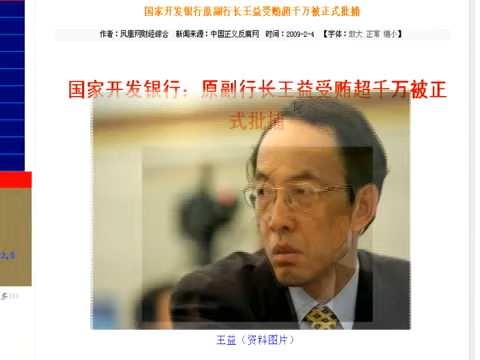 国家开发银行原副行长王益受贿超千万被正式批捕
作者：凤凰网财经综合 新闻来源：中国正义反腐网 时间：2009-2-4 【字体：放大 正常 缩小】
国家开发银行：原副行长王益受贿超千万被正
式批捕
2,5
多>>>
王益（资料图片）